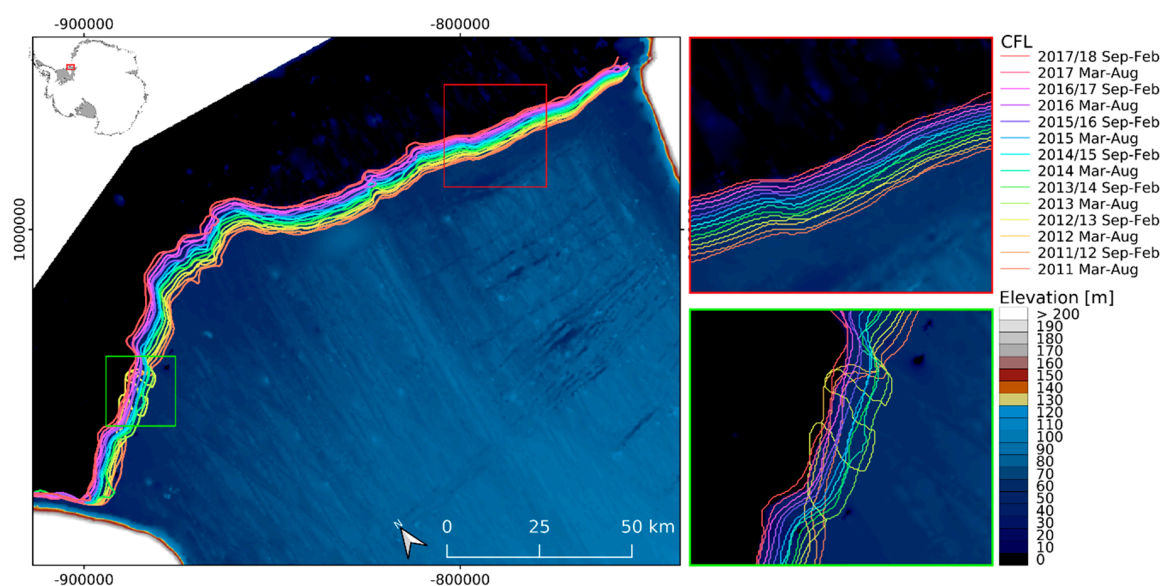 -900000
-800000
1000000
N
0
25
50 km
-900000
-800000
CFL
2017/18 Sep-Feb
2017 Mar-Aug
2016/17 Sep-Feb
2016 Mar-Aug
2015/16 Sep-Feb
2015 Mar-Aug
2014/15 Sep-Feb
2014 Mar-Aug
2013/14 Sep-Feb
2013 Mar-Aug
2012/13 Sep-Feb
2012 Mar-Aug
2011/12 Sep-Feb
2011 Mar-Aug
Elevation [m]
> 200
190
180
170
160
150
140
130
120
110
100
90
80
70
60
50
40
30
20
10
0